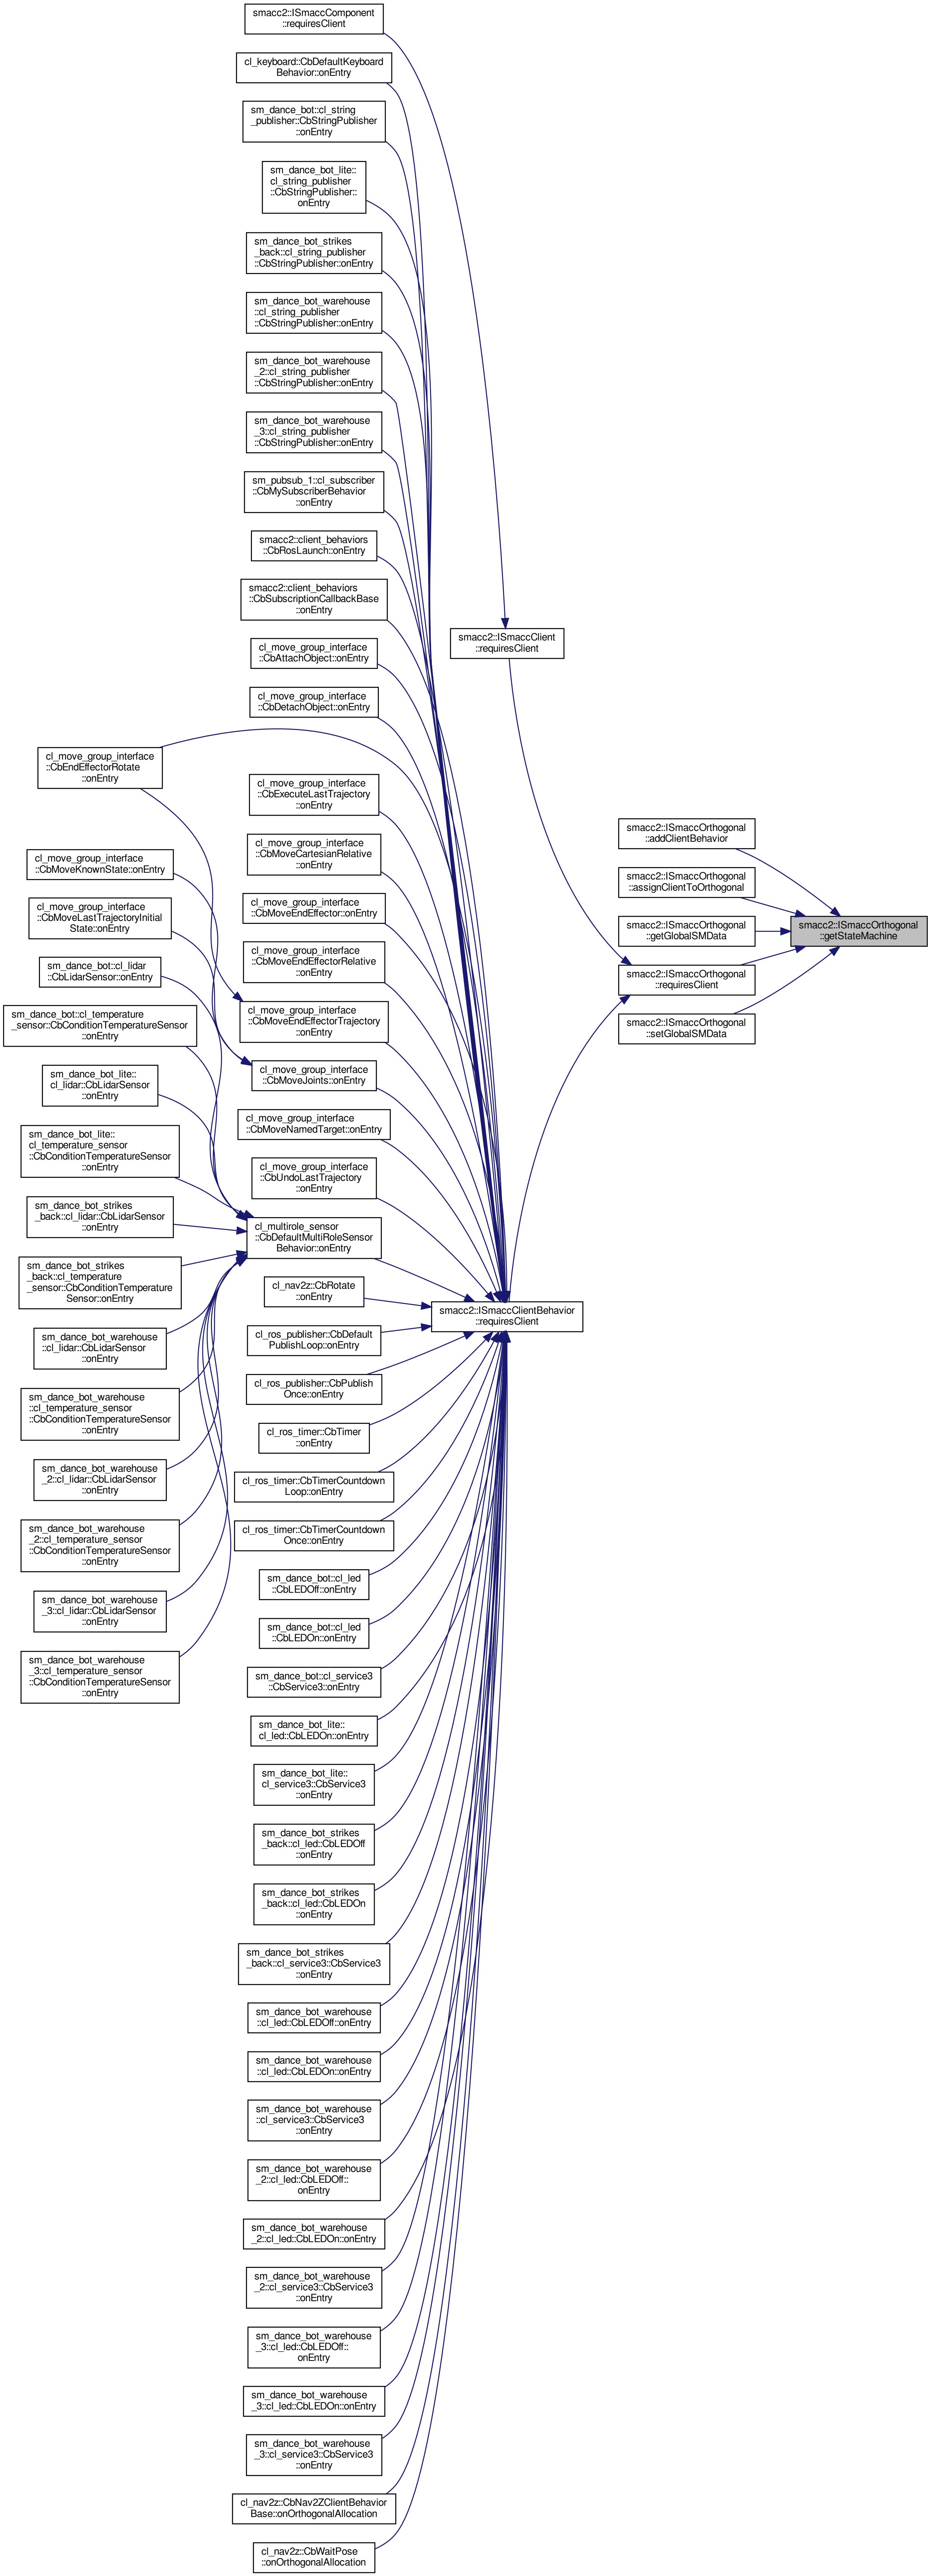 smacc2::ISmaccComponent
::requiresClient
cl_keyboard::CbDefaultKeyboard
Behavior::onEntry
sm_dance_bot::cl_string
_publisher::CbStringPublisher
::onEntry
sm_dance_bot_lite::
cl_string_publisher
::CbStringPublisher::
onEntry
sm_dance_bot_strikes
_back::cl_string_publisher
::CbStringPublisher::onEntry
sm_dance_bot_warehouse
::cl_string_publisher
::CbStringPublisher::onEntry
sm_dance_bot_warehouse
_2::cl_string_publisher
::CbStringPublisher::onEntry
sm_dance_bot_warehouse
_3::cl_string_publisher
::CbStringPublisher::onEntry
sm_pubsub_1::cl_subscriber
::CbMySubscriberBehavior
::onEntry
smacc2::client_behaviors
::CbRosLaunch::onEntry
smacc2::client_behaviors
::CbSubscriptionCallbackBase
::onEntry
cl_move_group_interface
::CbAttachObject::onEntry
cl_move_group_interface
::CbDetachObject::onEntry
cl_move_group_interface
::CbEndEffectorRotate
::onEntry
cl_move_group_interface
::CbExecuteLastTrajectory
::onEntry
cl_move_group_interface
::CbMoveCartesianRelative
::onEntry
cl_move_group_interface
::CbMoveEndEffector::onEntry
cl_move_group_interface
::CbMoveEndEffectorRelative
::onEntry
cl_move_group_interface
::CbMoveEndEffectorTrajectory
::onEntry
cl_move_group_interface
::CbMoveJoints::onEntry
cl_move_group_interface
::CbMoveKnownState::onEntry
cl_move_group_interface
::CbMoveLastTrajectoryInitial
State::onEntry
cl_move_group_interface
::CbMoveNamedTarget::onEntry
cl_move_group_interface
::CbUndoLastTrajectory
::onEntry
cl_multirole_sensor
::CbDefaultMultiRoleSensor
Behavior::onEntry
sm_dance_bot::cl_lidar
::CbLidarSensor::onEntry
sm_dance_bot::cl_temperature
_sensor::CbConditionTemperatureSensor
::onEntry
sm_dance_bot_lite::
cl_lidar::CbLidarSensor
::onEntry
sm_dance_bot_lite::
cl_temperature_sensor
::CbConditionTemperatureSensor
::onEntry
sm_dance_bot_strikes
_back::cl_lidar::CbLidarSensor
::onEntry
sm_dance_bot_strikes
_back::cl_temperature
_sensor::CbConditionTemperature
Sensor::onEntry
sm_dance_bot_warehouse
::cl_lidar::CbLidarSensor
::onEntry
sm_dance_bot_warehouse
::cl_temperature_sensor
::CbConditionTemperatureSensor
::onEntry
sm_dance_bot_warehouse
_2::cl_lidar::CbLidarSensor
::onEntry
sm_dance_bot_warehouse
_2::cl_temperature_sensor
::CbConditionTemperatureSensor
::onEntry
sm_dance_bot_warehouse
_3::cl_lidar::CbLidarSensor
::onEntry
sm_dance_bot_warehouse
_3::cl_temperature_sensor
::CbConditionTemperatureSensor
::onEntry
cl_nav2z::CbRotate
::onEntry
cl_ros_publisher::CbDefault
PublishLoop::onEntry
cl_ros_publisher::CbPublish
Once::onEntry
cl_ros_timer::CbTimer
::onEntry
cl_ros_timer::CbTimerCountdown
Loop::onEntry
cl_ros_timer::CbTimerCountdown
Once::onEntry
sm_dance_bot::cl_led
::CbLEDOff::onEntry
sm_dance_bot::cl_led
::CbLEDOn::onEntry
sm_dance_bot::cl_service3
::CbService3::onEntry
sm_dance_bot_lite::
cl_led::CbLEDOn::onEntry
sm_dance_bot_lite::
cl_service3::CbService3
::onEntry
sm_dance_bot_strikes
_back::cl_led::CbLEDOff
::onEntry
sm_dance_bot_strikes
_back::cl_led::CbLEDOn
::onEntry
sm_dance_bot_strikes
_back::cl_service3::CbService3
::onEntry
sm_dance_bot_warehouse
::cl_led::CbLEDOff::onEntry
sm_dance_bot_warehouse
::cl_led::CbLEDOn::onEntry
sm_dance_bot_warehouse
::cl_service3::CbService3
::onEntry
sm_dance_bot_warehouse
_2::cl_led::CbLEDOff::
onEntry
sm_dance_bot_warehouse
_2::cl_led::CbLEDOn::onEntry
sm_dance_bot_warehouse
_2::cl_service3::CbService3
::onEntry
sm_dance_bot_warehouse
_3::cl_led::CbLEDOff::
onEntry
sm_dance_bot_warehouse
_3::cl_led::CbLEDOn::onEntry
sm_dance_bot_warehouse
_3::cl_service3::CbService3
::onEntry
cl_nav2z::CbNav2ZClientBehavior
Base::onOrthogonalAllocation
cl_nav2z::CbWaitPose
::onOrthogonalAllocation
smacc2::ISmaccClient
::requiresClient
smacc2::ISmaccClientBehavior
::requiresClient
smacc2::ISmaccOrthogonal
::addClientBehavior
smacc2::ISmaccOrthogonal
::assignClientToOrthogonal
smacc2::ISmaccOrthogonal
::getGlobalSMData
smacc2::ISmaccOrthogonal
::requiresClient
smacc2::ISmaccOrthogonal
::setGlobalSMData
smacc2::ISmaccOrthogonal
::getStateMachine